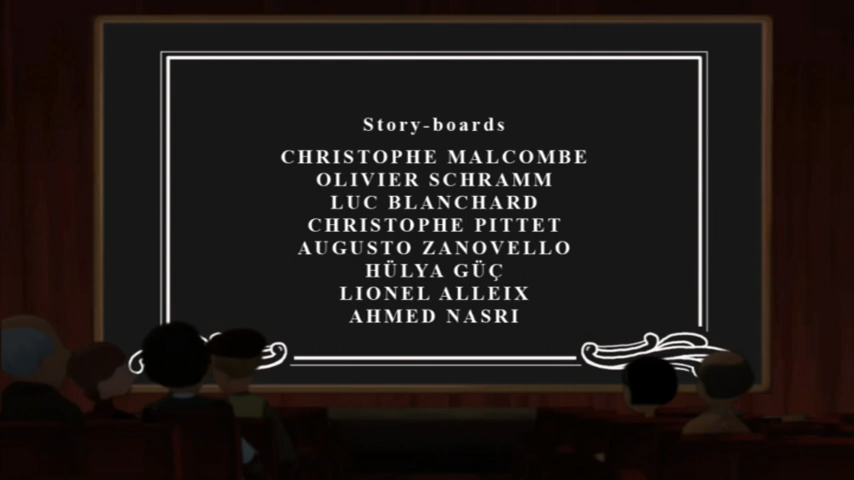 Story-boards
CHRISTOPHE MALCOMBE
OLIVIER SCHRAMM
LUC BLANCHARD
CHRISTOPHE PITTET
AUGUSTO ZANOVELLO
HÜLYA GÜÇ
LIONEL ALLEIX
AHMED NASRI